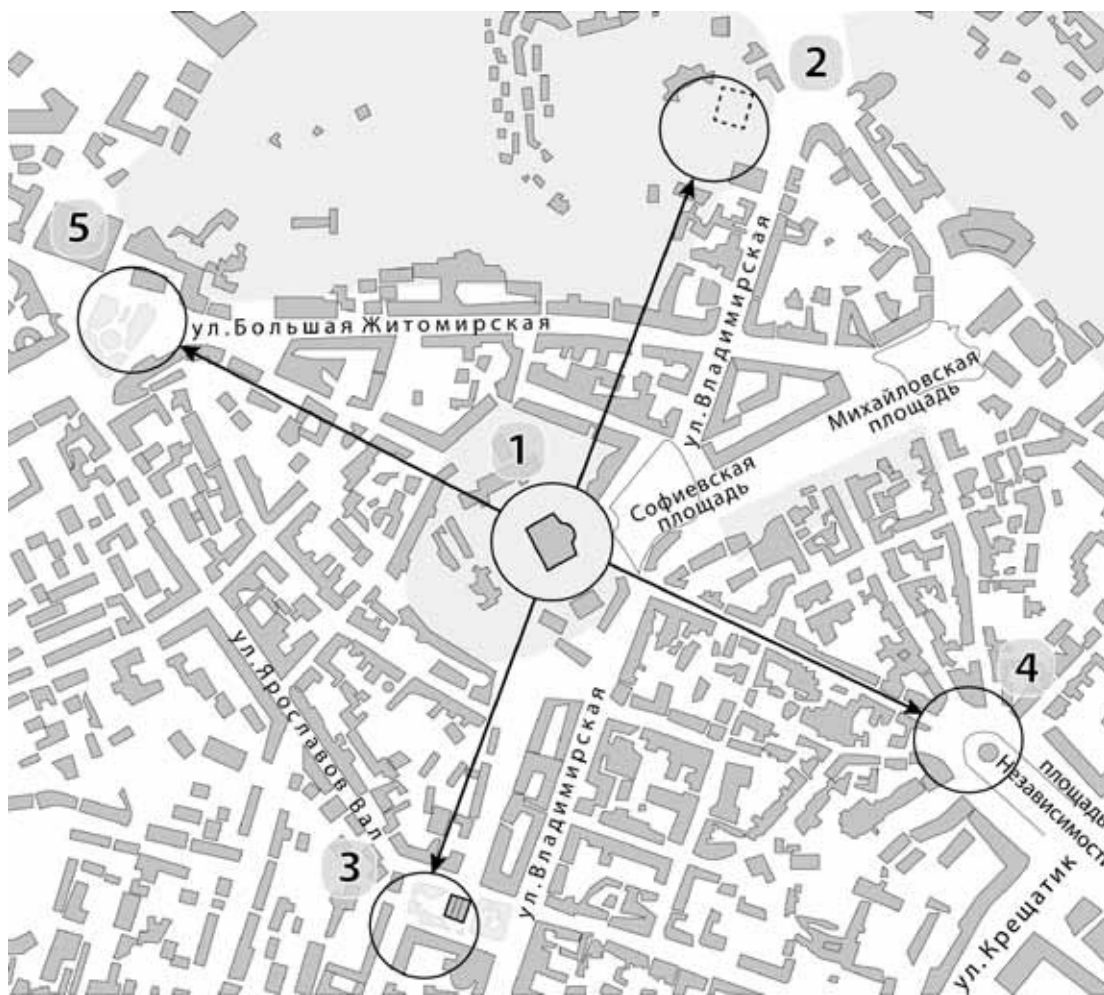 2
5
ул.Большая Житомирская
ул.Владимирская
Михайловская
площадь
1
Софиевская
площадь
ул.Ярославов Вал
ул.Владимирская
4
площадь
Независимости
3
ул.Крещатик